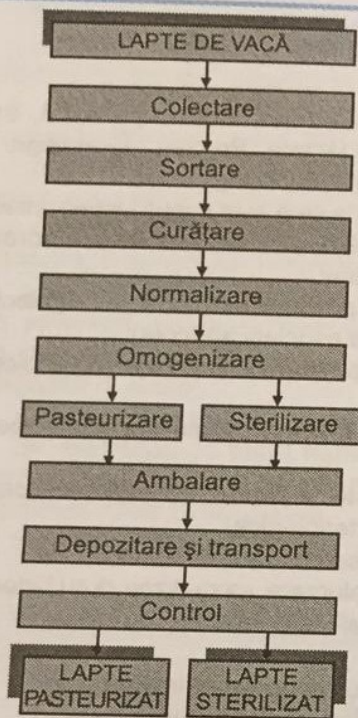 LAPTE DE VACĂ
Colectare
Sortare
Curățare
Normalizare
Omogenizare
Pasteurizare
Sterilizare
Ambalare
Depozitare și transport
Control
LAPTE
PASTEURIZAT
LAPTE
STERILIZAT